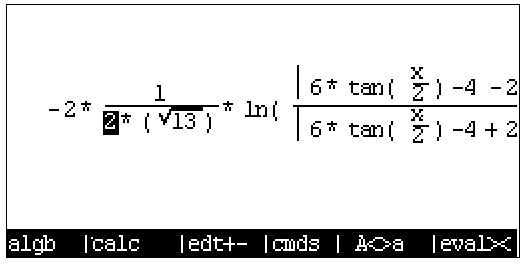 -2* 1/2*(√13) * ln( |6* tan( x/2 )-4 -2
|6* tan( x/2 )-4+2
algb |calc |edt+- |cmds | A<>a |eval><